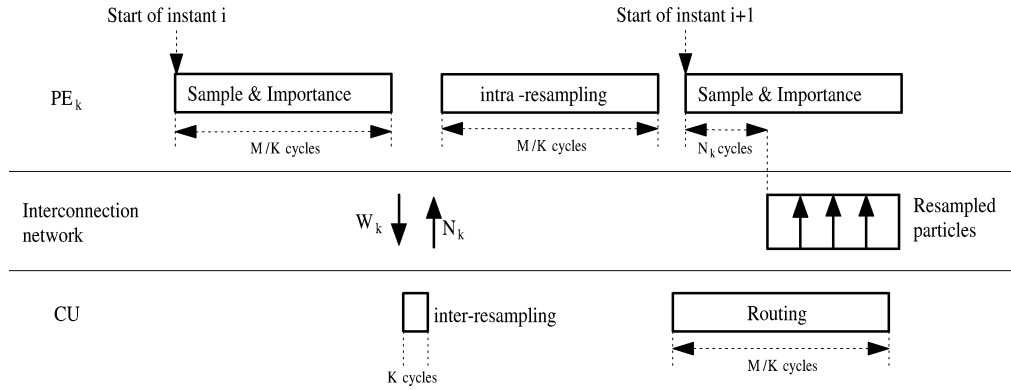 Start of instant i
Start of instant i+1
PE k
Sample & Importance
intra -resampling
Sample & Importance
M/K cycles
M/K cycles
N k cycles
Interconnection
network
W k
N k
Resampled
particles
CU
inter-resampling
Routing
K cycles
M/K cycles